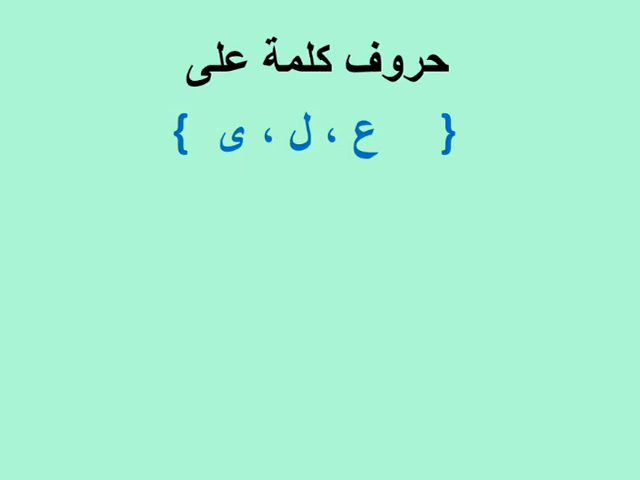 حروف كلمة على
{ ع ، ل ، ى }